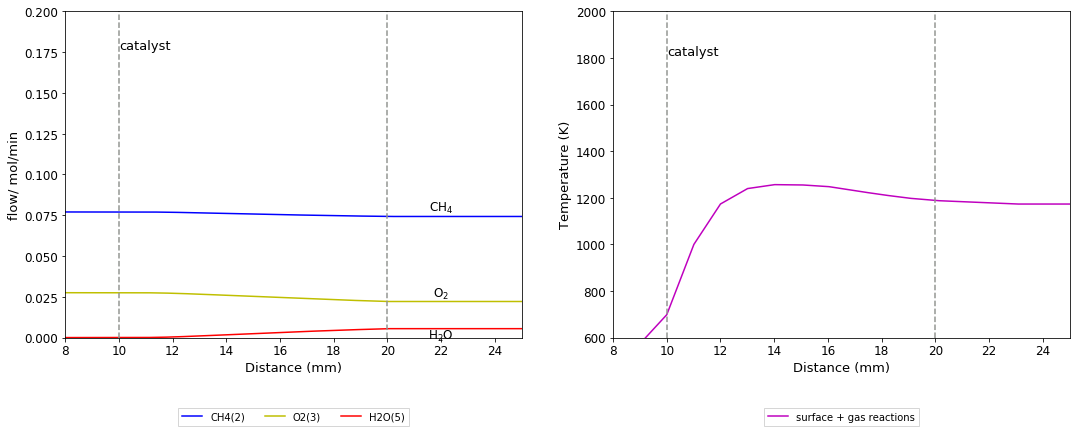 0.200
0.175
0.150
0.125
0.100
0.075
0.050
0.025
0.000
flow/ mol/min
catalyst
CH₄
O₂
H₂O
8 10 12 14 16 18 20 22 24
Distance (mm)
CH4(2) O2(3) H2O(5)
2000
1800
1600
1400
1200
1000
800
600
Temperature (K)
catalyst
8 10 12 14 16 18 20 22 24
Distance (mm)
surface + gas reactions